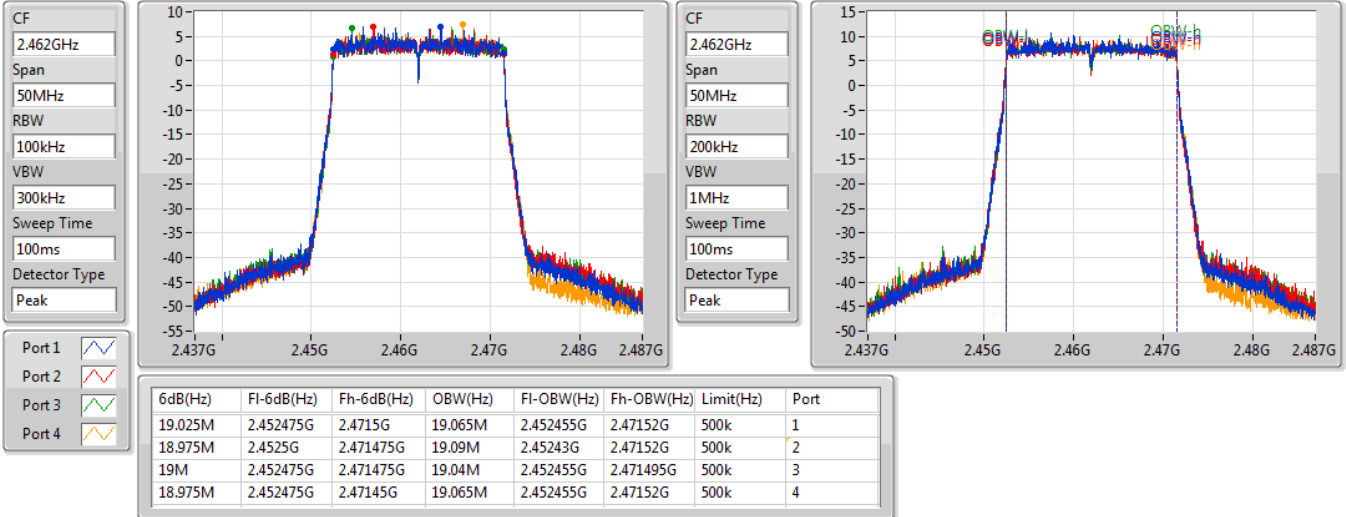 CF
2.462GHz
Span
50MHz
RBW
100kHz
VBW
300kHz
Sweep Time
100ms
Detector Type
Peak
10
5
0
-5
-10
-15
-20
-25
-30
-35
-40
-45
-50
-55
2.437G 2.45G 2.46G 2.47G 2.48G 2.487G
CF
2.462GHz
Span
50MHz
RBW
200kHz
VBW
1MHz
Sweep Time
100ms
Detector Type
Peak
15
10
5
0
-5
-10
-15
-20
-25
-30
-35
-40
-45
-50
OBW-l OBW-h
2.437G 2.45G 2.46G 2.47G 2.48G 2.487G
Port 1
Port 2
Port 3
Port 4
6dB(Hz) Fl-6dB(Hz) Fh-6dB(Hz) OBW(Hz) Fl-OBW(Hz) Fh-OBW(Hz) Limit(Hz) Port
19.025M 2.452475G 2.4715G 19.065M 2.452455G 2.47152G 500k 1
18.975M 2.4525G 2.471475G 19.09M 2.45243G 2.47152G 500k 2
19M 2.452475G 2.471475G 19.04M 2.452455G 2.471495G 500k 3
18.975M 2.452475G 2.47145G 19.065M 2.452455G 2.47152G 500k 4